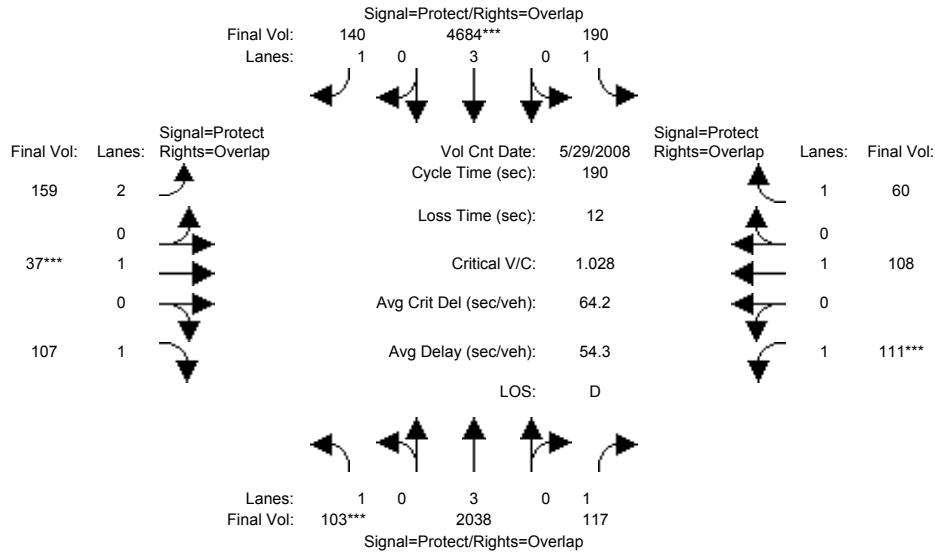 Signal=Protect/Rights=Overlap
Final Vol: 140 4684*** 190
Lanes: 1 0 3 0 1
Signal=Protect Signal=Protect
Final Vol: Lanes: Rights=Overlap Vol Cnt Date: 5/29/2008 Rights=Overlap Lanes: Final Vol:
Cycle Time (sec): 190
159 2 1 60
Loss Time (sec): 12
0 0
37*** 1 Critical V/C: 1.028 1 108
0 Avg Crit Del (sec/veh): 64.2 0
107 1 Avg Delay (sec/veh): 54.3 1 111***
LOS: D
Lanes: 1 0 3 0 1
Final Vol: 103*** 2038 117
Signal=Protect/Rights=Overlap